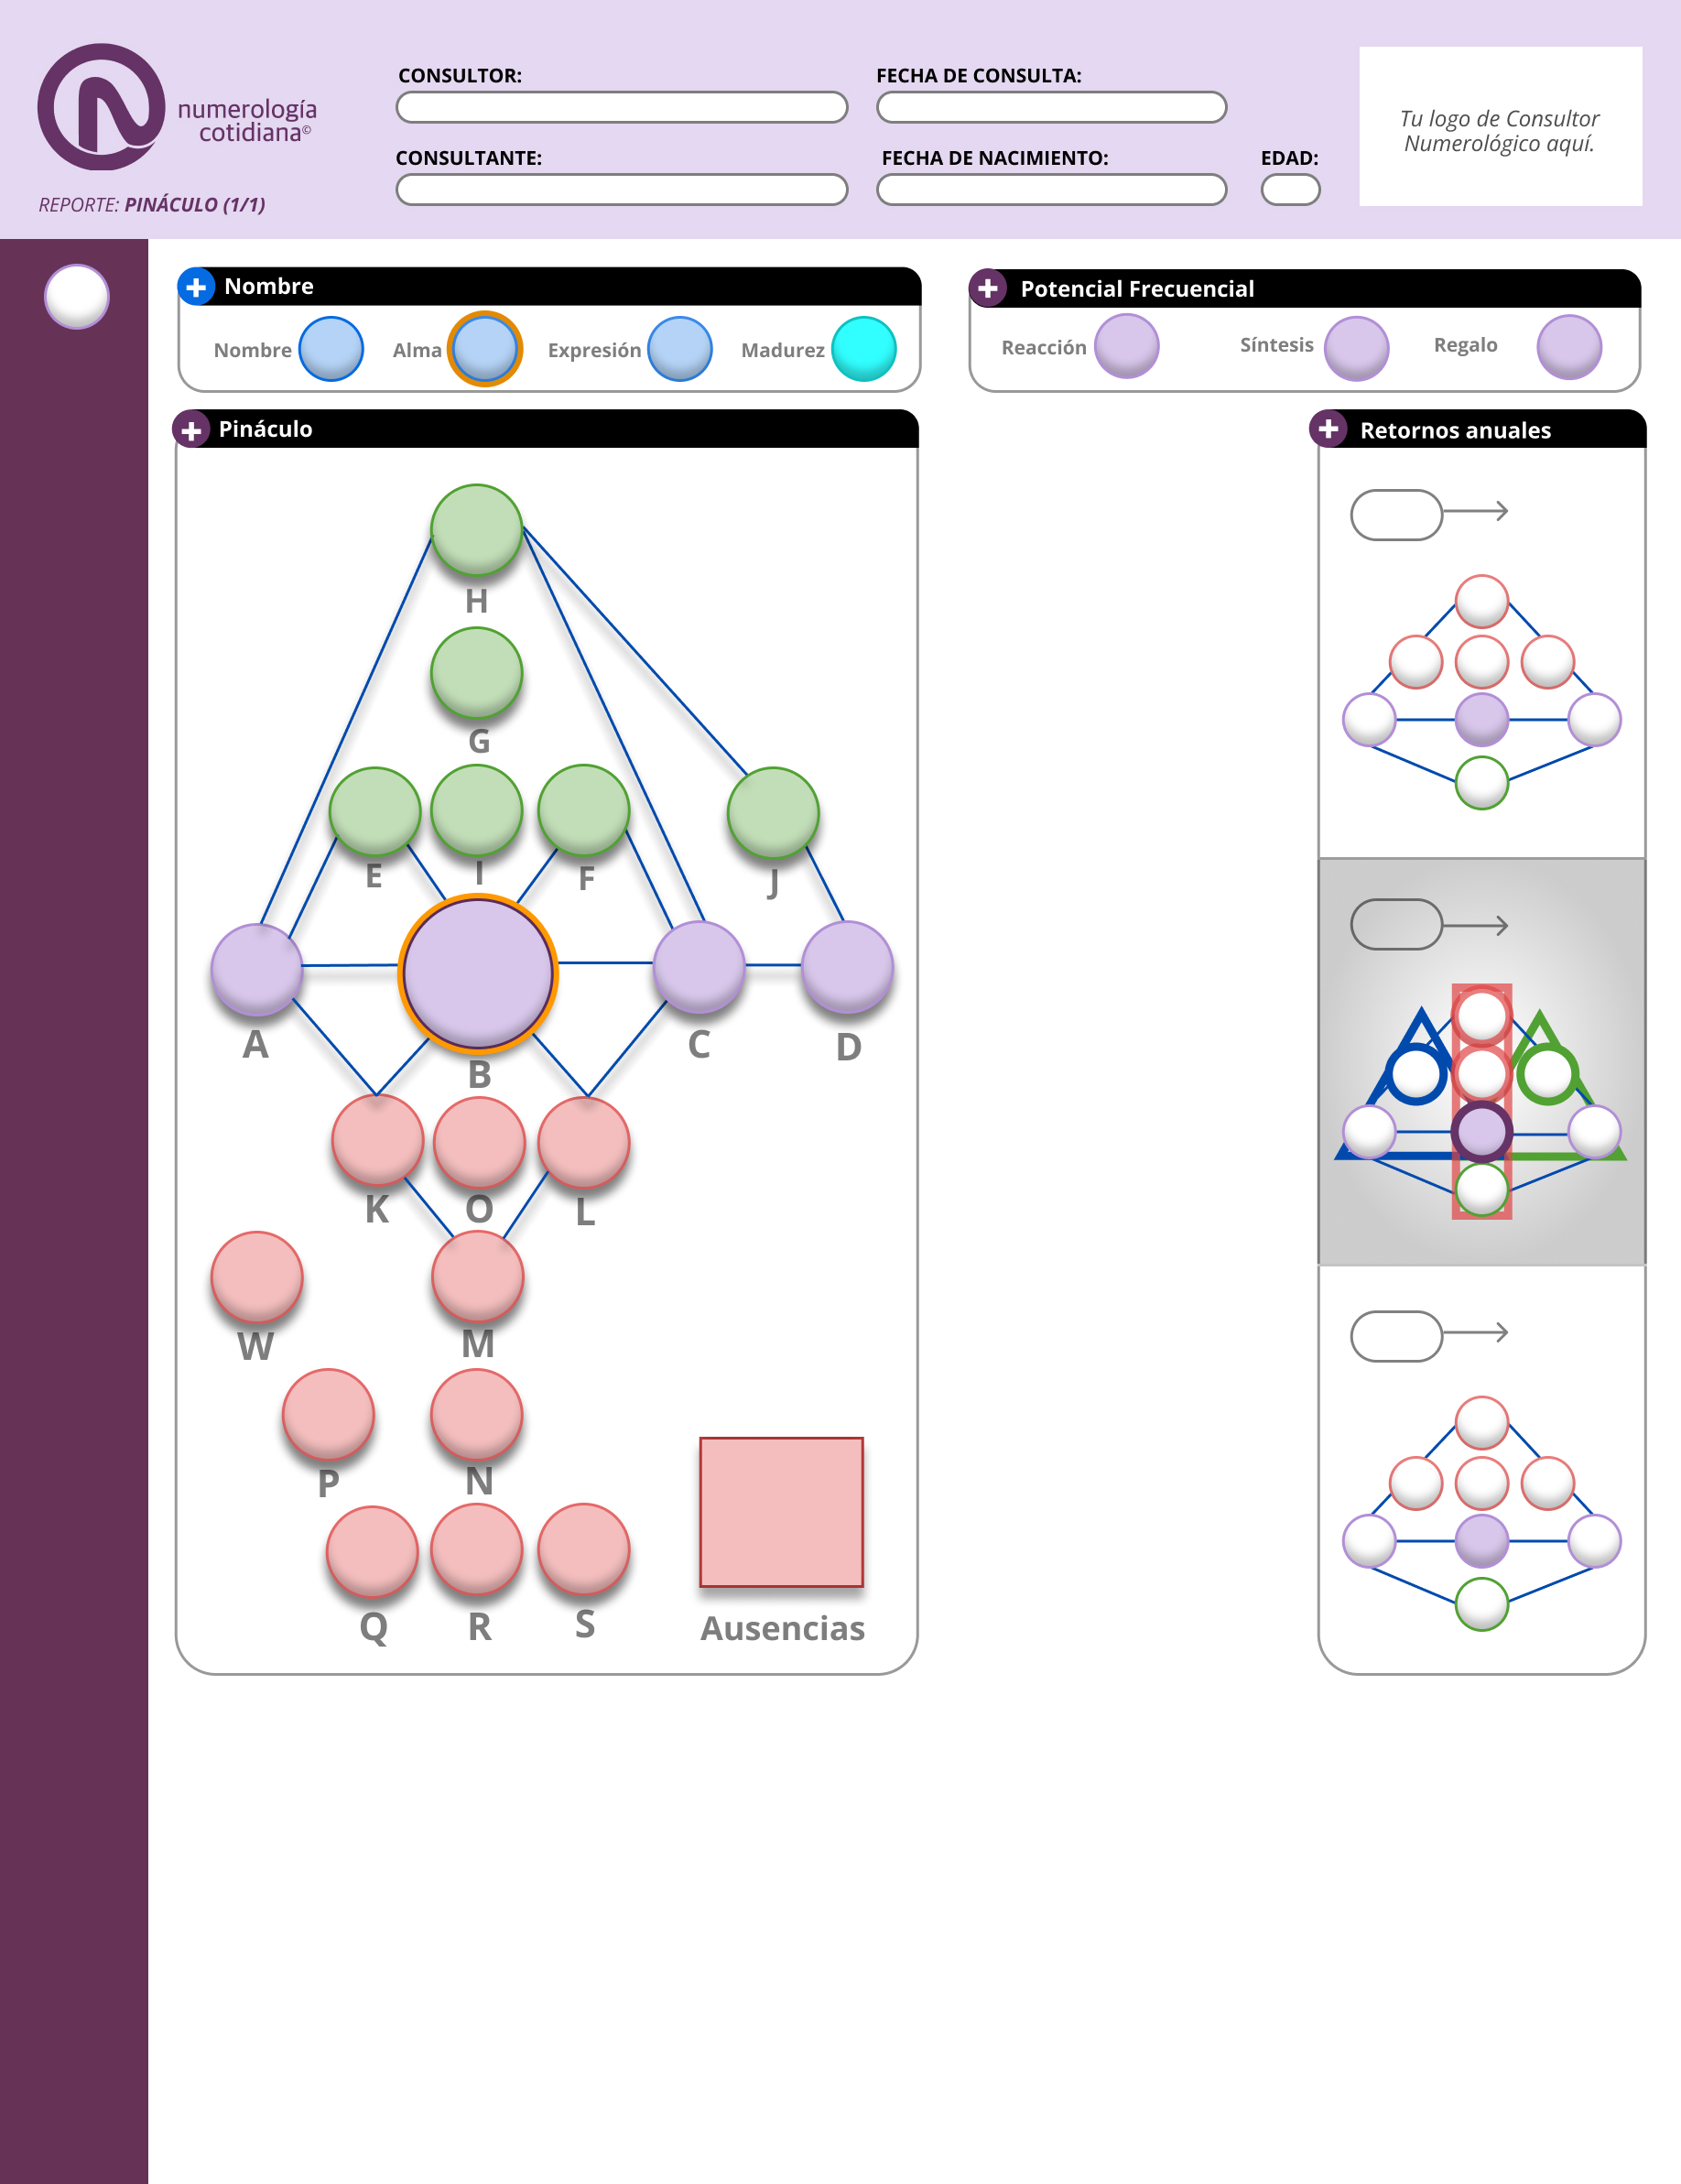 numerología
cotidiana©
REPORTE: PINÁCULO (1/1)
CONSULTOR:
FECHA DE CONSULTA:
CONSULTANTE:
FECHA DE NACIMIENTO:
EDAD:
Tu logo de Consultor
Numerológico aquí.
Nombre
Nombre
Alma
Expresión
Madurez
Potencial Frecuencial
Reacción
Síntesis
Regalo
Pináculo
H
G
E
I
F
J
A
B
C
D
K
O
L
W
M
P
N
Q
R
S
Ausencias
Retornos anuales